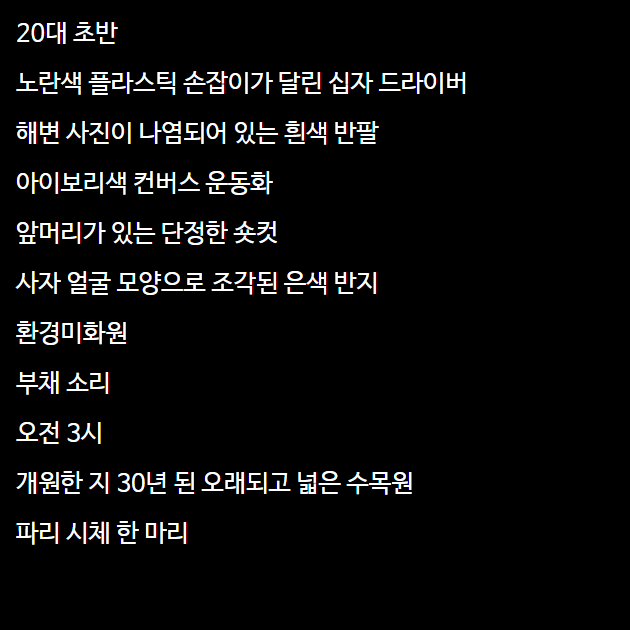 20대 초반
노란색 플라스틱 손잡이가 달린 십자 드라이버
해변 사진이 나염되어 있는 흰색 반팔
아이보리색 컨버스 운동화
앞머리가 있는 단정한 숏컷
사자 얼굴 모양으로 조각된 은색 반지
환경미화원
부채 소리
오전 3시
개원한 지 30년 된 오래되고 넓은 수목원
파리 시체 한 마리